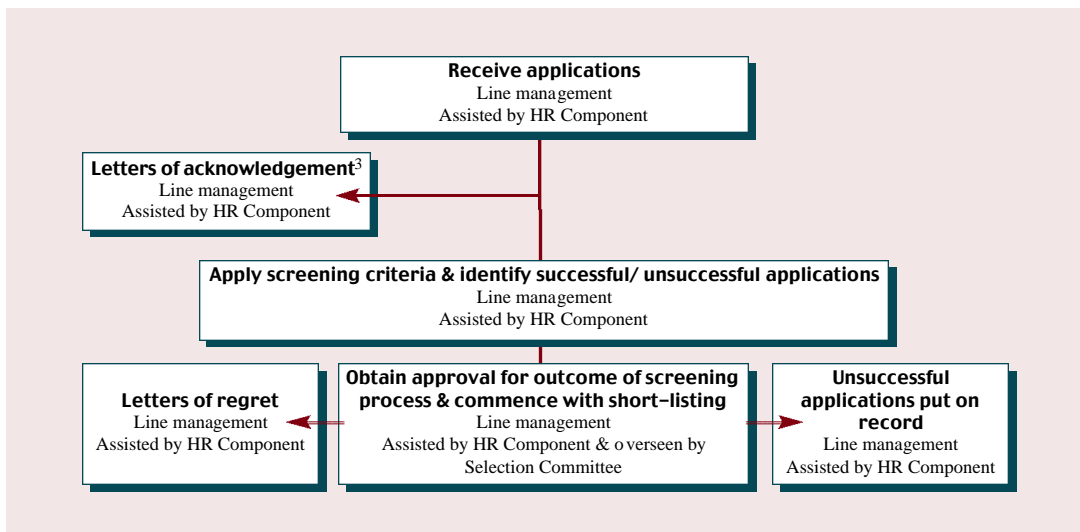 Receive applications
Line management
Assisted by HR Component
Letters of acknowledgement3
Line management
Assisted by HR Component
Apply screening criteria & identify successful/ unsuccessful applications
Line management
Assisted by HR Component
Letters of regret
Line management
Assisted by HR Component
Obtain approval for outcome of screening
process & commence with short-listing
Line management
Assisted by HR Component & overseen by
Selection Committee
Unsuccessful
applications put on
record
Line management
Assisted by HR Component